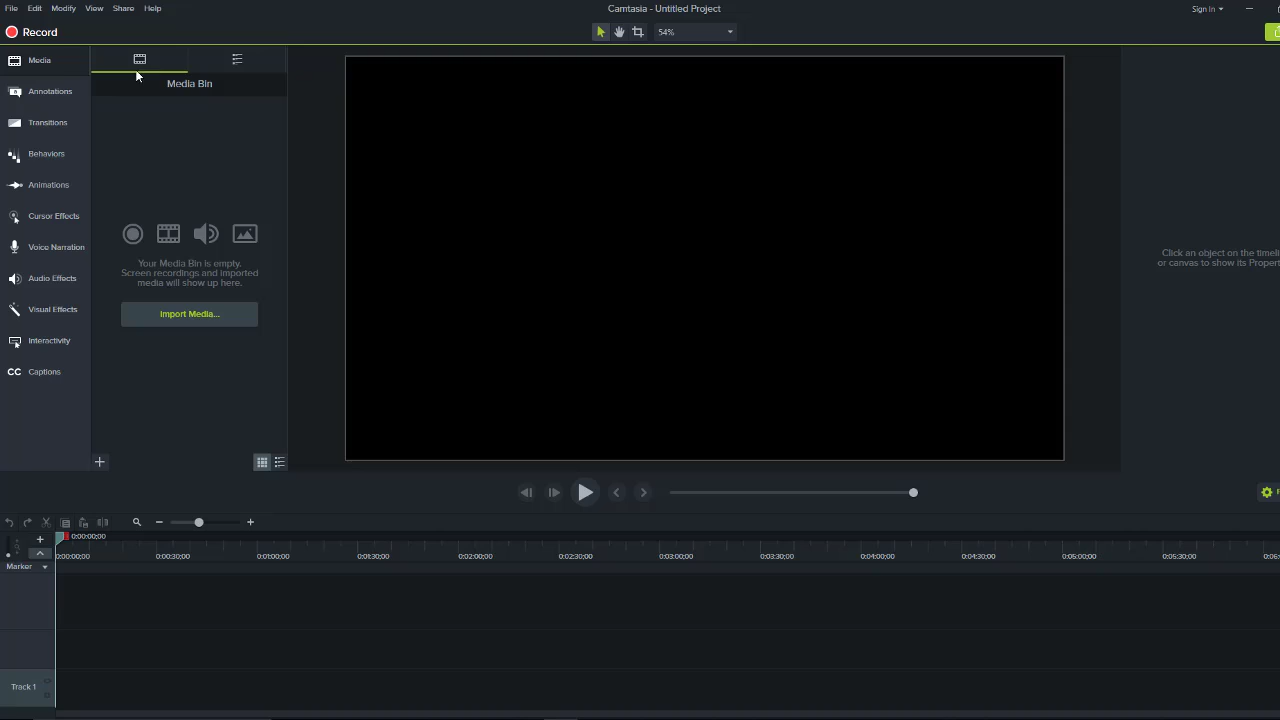 File Edit Modify View Share Help
Camtasia - Untitled Project
Sign In
Record
54%
Media
Annotations
Transitions
Behaviors
Animations
Cursor Effects
Voice Narration
Audio Effects
Visual Effects
Interactivity
CC Captions
Media Bin
Your Media Bin is empty.
Screen recordings and imported
media will show up here.
Import Media...
Click an object on the timeli
or canvas to show its Propert
0:00:00;00
0:00:00;00 0:00:30;00 0:01:00;00 0:01:30;00 0:02:00;00 0:02:30;00 0:03:00;00 0:03:30;00 0:04:00;00 0:04:30;00 0:05:00;00 0:05:30;00 0:06:
Marker
Track 1